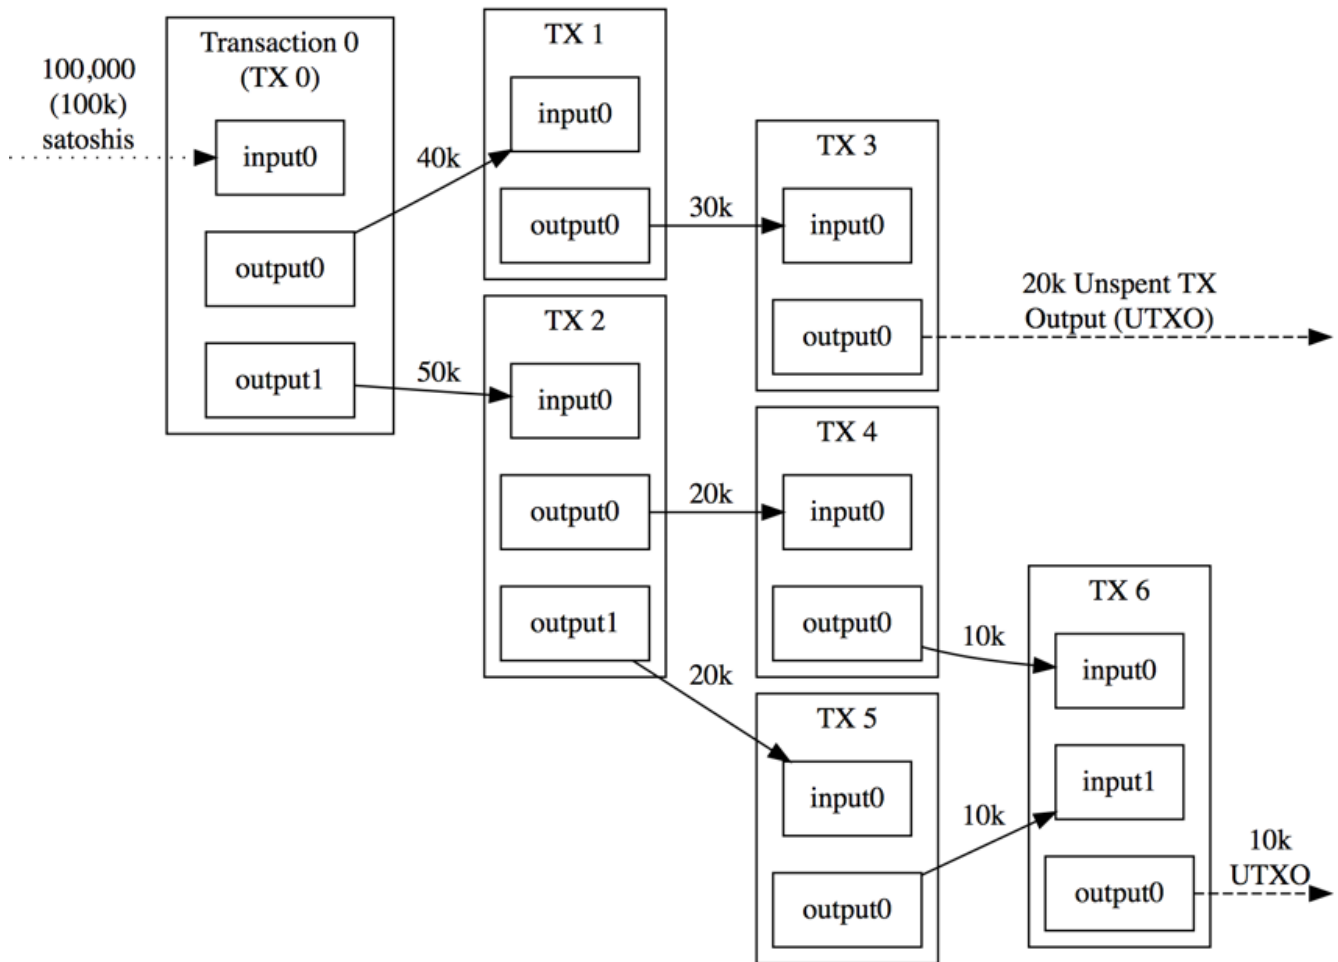 100,000
(100k)
satoshis
Transaction 0
(TX 0)
input0
output0
output1
40k
50k
TX 1
input0
output0
30k
TX 2
input0
output0
output1
20k
20k
TX 3
input0
output0
20k Unspent TX
Output (UTXO)
TX 4
input0
output0
10k
TX 5
input0
output0
10k
TX 6
input0
input1
output0
10k
UTXO